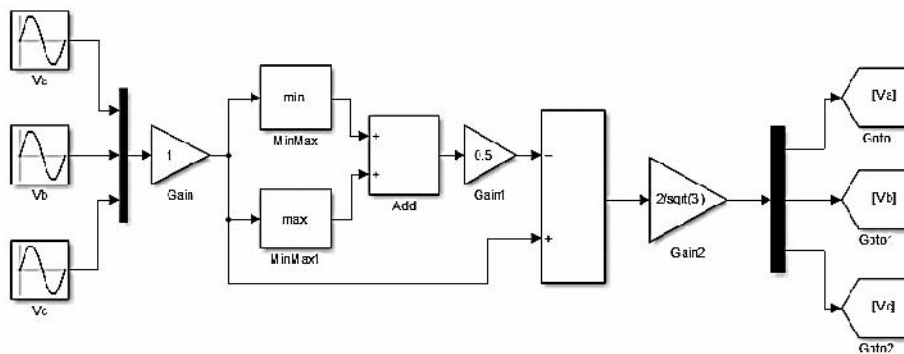 Va
Vb
Vc
1
Gain
min
MinMax
max
MinMax1
+
+
Add
0.5
Gain1
−
+
2/sqrt(3)
Gain2
[Va]
Goto
[Vb]
Goto1
[Vc]
Goto2